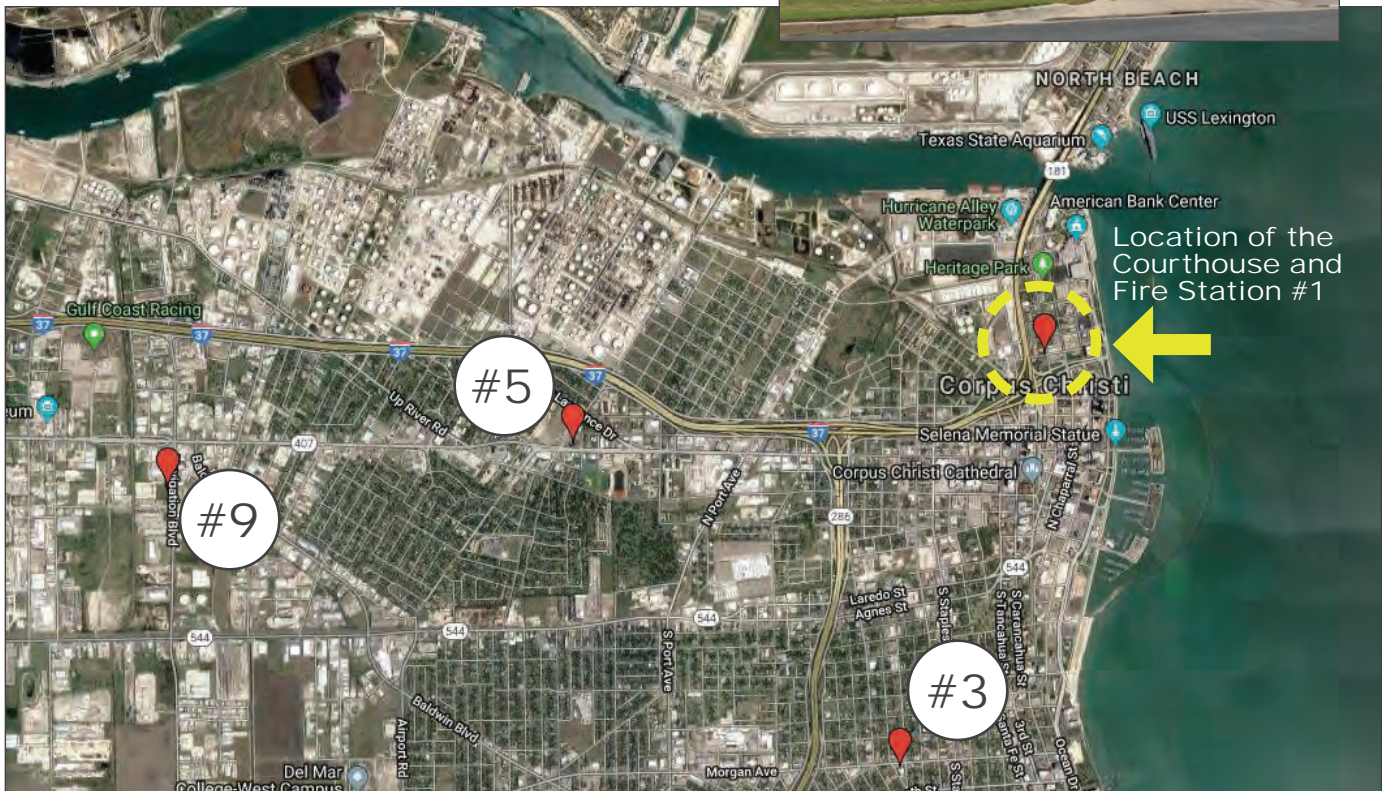 NORTH BEACH
USS Lexington
Texas State Aquarium
181
Hurricane Alley
Waterpark
American Bank Center
Location of the
Courthouse and
Fire Station #1
Heritage Park
Gulf Coast Racing
37
37
37
#5
37
Corpus Christi
Up River Rd
37
Selena Memorial Statue
407
Corpus Christi Cathedral
N Port Ave
N Chaparral St
#9
286
544
Laredo St
Agnes St
S Staples
S Carancahua St
S Tancahua St
544
544
544
S Port Ave
#3
Baldwin Blvd
Airport Rd
3rd St
Santa Fe St
Ocean Dr
Morgan Ave
Del Mar
College-West Campus